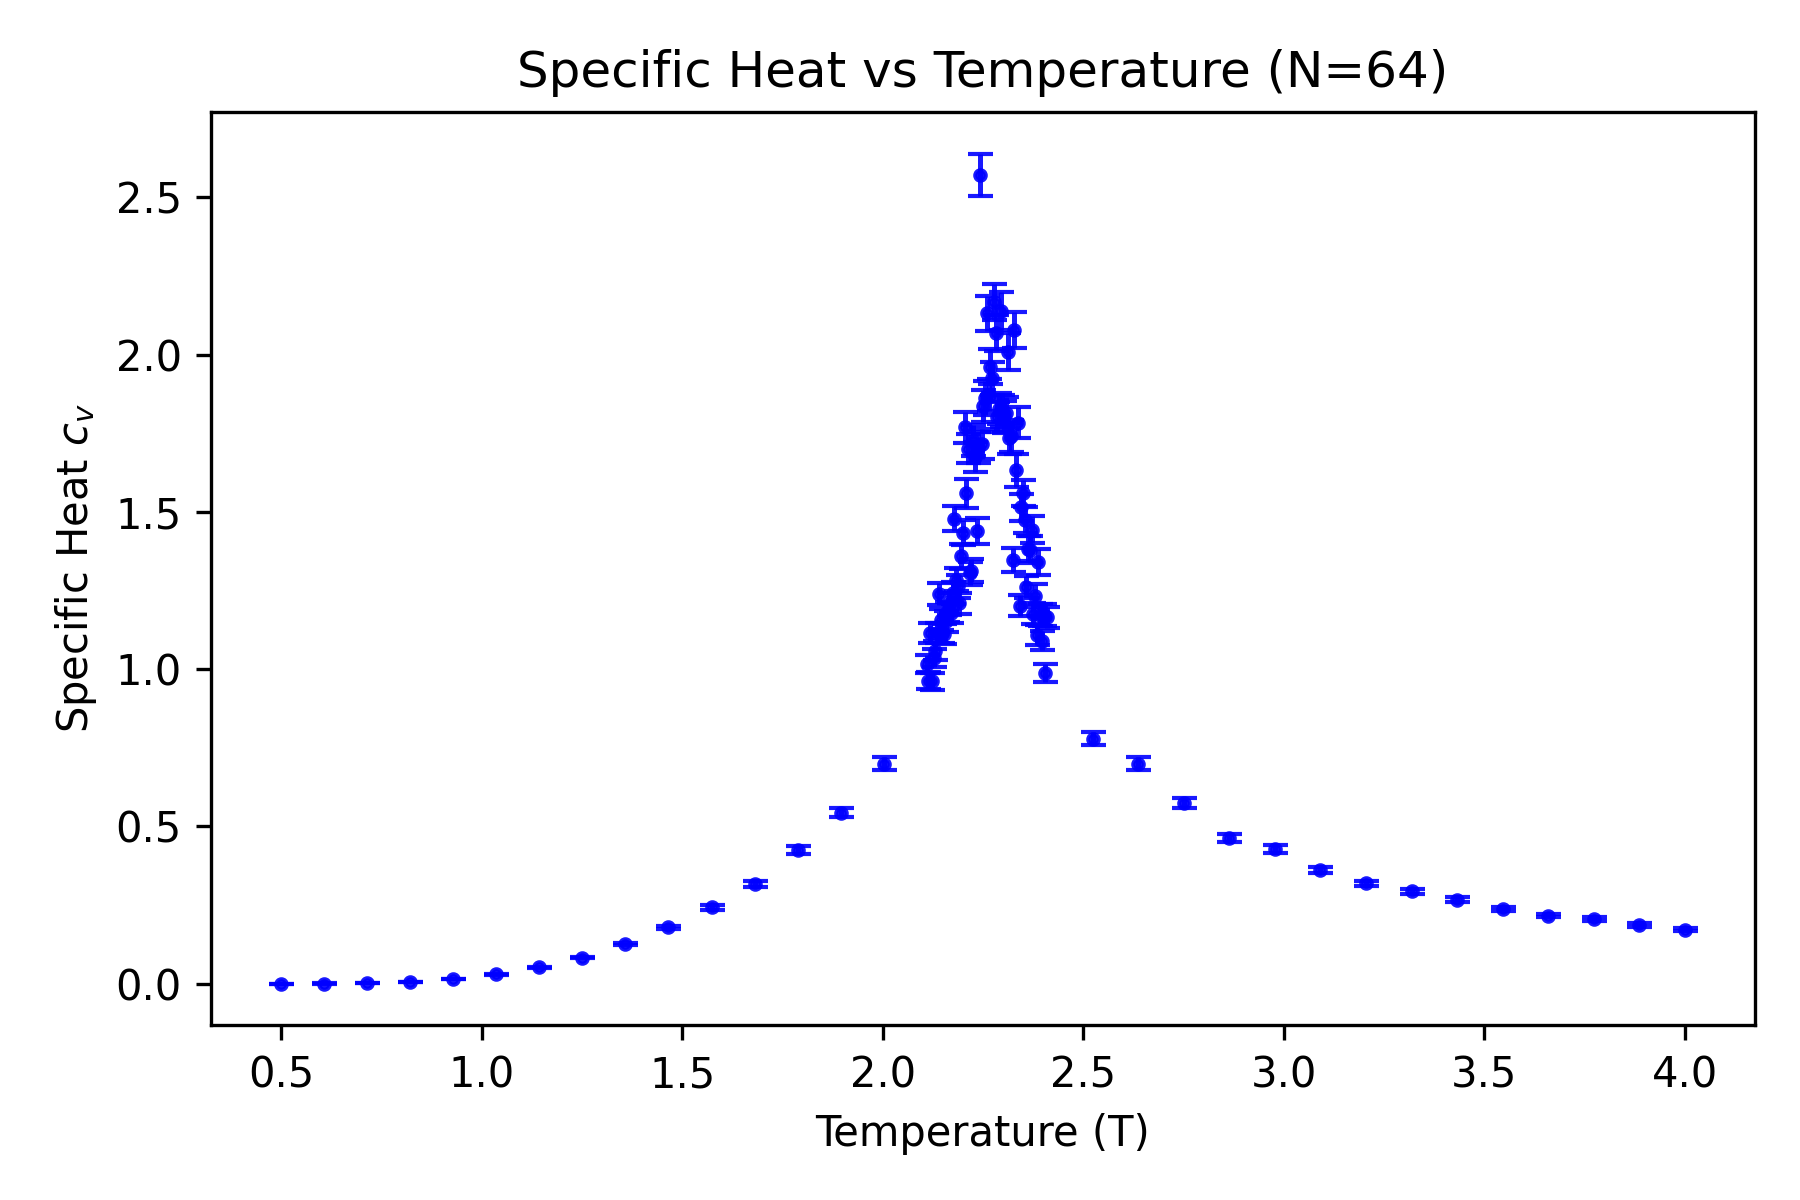 Specific Heat vs Temperature (N=64)
Specific Heat cᵥ
2.5
2.0
1.5
1.0
0.5
0.0
0.5 1.0 1.5 2.0 2.5 3.0 3.5 4.0
Temperature (T)